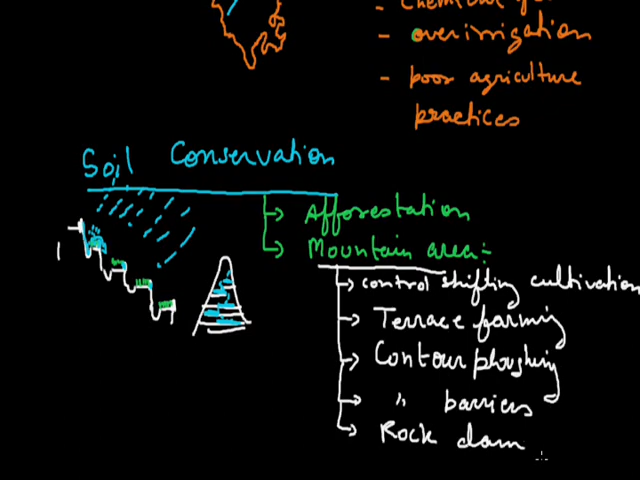 - Chemical
- overirrigation
- poor agriculture
practices
Soil Conservation
→ Afforestation
→ Mountain area:-
→ control shifting cultivation
→ Terrace farming
→ Contour ploughing
→ " barriers
→ Rock dam